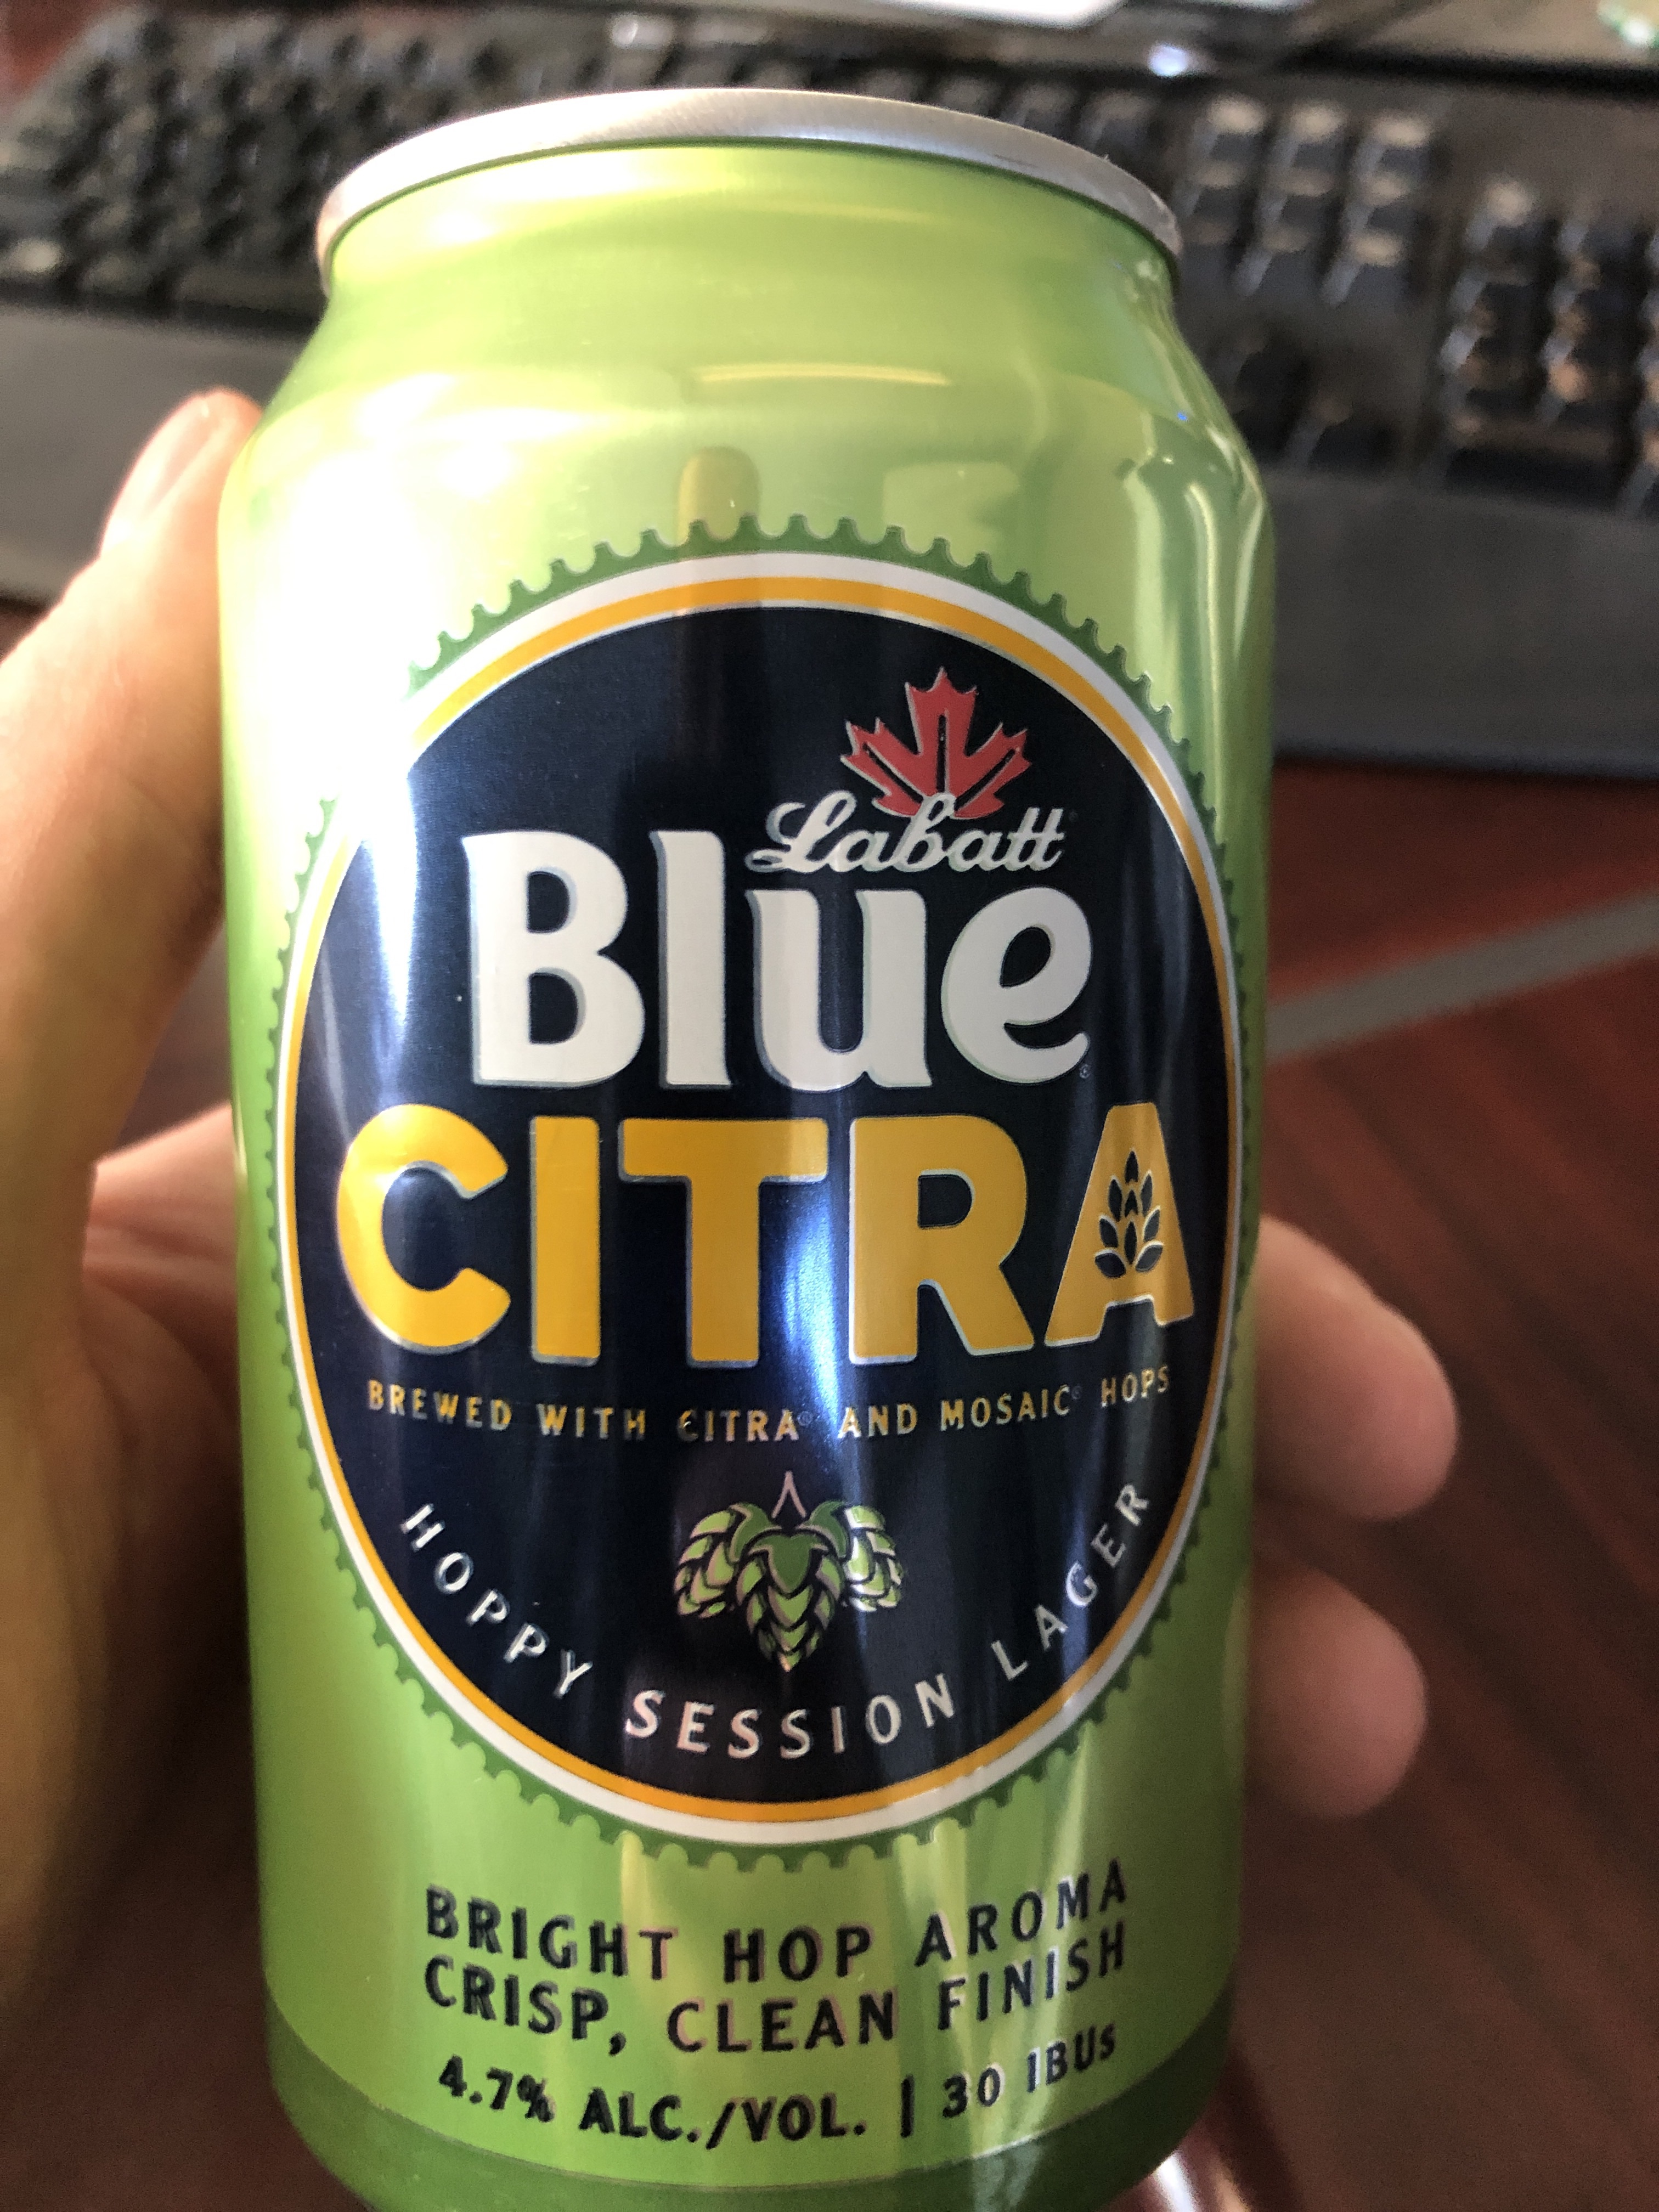 Labatt
Blue
CITRA
BREWED WITH CITRA® AND MOSAIC® HOPS
HOPPY SESSION LAGER
BRIGHT HOP AROMA
CRISP, CLEAN FINISH
4.7% ALC./VOL. | 30 IBUs